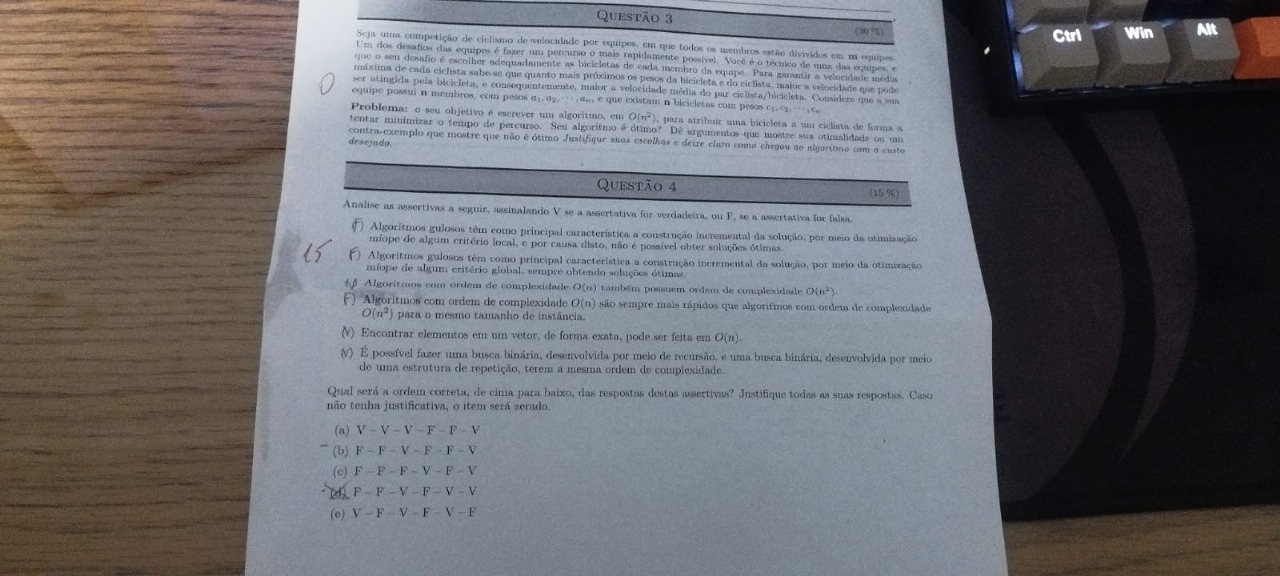 QUESTÃO 3
(30 %)
Seja uma competição de ciclismo de velocidade por equipes, em que todos os membros estão divididos em m equipes.
Um dos desafios das equipes é fazer um percurso o mais rapidamente possível. Você é o técnico de uma das equipes, e
que o seu desafio é escolher adequadamente as bicicletas de cada membro da equipe. Para garantir a velocidade média
máxima de cada ciclista sabe-se que quanto mais próximos os pesos da bicicleta e do ciclista, maior a velocidade que pode
ser atingida pela bicicleta, e consequentemente, maior a velocidade média do par ciclista/bicicleta. Considere que a sua
equipe possui n membros, com pesos a₁, a₂, ⋯, aₙ, e que existam n bicicletas com pesos c₁, c₂, ⋯, cₙ.
Problema: o seu objetivo é escrever um algoritmo, em O(n²), para atribuir uma bicicleta a um ciclista de forma a
tentar minimizar o tempo de percurso. Seu algoritmo é ótimo? Dê argumentos que mostre sua otimalidade ou um
contra-exemplo que mostre que não é ótimo Justifique suas escolhas e deixe claro como chegou ao algoritmo com o custo
desejado.
0
QUESTÃO 4
(15 %)
Analise as assertivas a seguir, assinalando V se a assertativa for verdadeira, ou F, se a assertativa for falsa.
15
(F) Algoritmos gulosos têm como principal característica a construção incremental da solução, por meio da otimização
míope de algum critério local, e por causa disto, não é possível obter soluções ótimas.
(F) Algoritmos gulosos têm como principal característica a construção incremental da solução, por meio da otimização
míope de algum critério global, sempre obtendo soluções ótimas.
(V) Algoritmos com ordem de complexidade O(n) também possuem ordem de complexidade O(n²).
(F) Algoritmos com ordem de complexidade O(n) são sempre mais rápidos que algoritmos com ordem de complexidade
O(n²) para o mesmo tamanho de instância.
(V) Encontrar elementos em um vetor, de forma exata, pode ser feita em O(n).
(V) É possível fazer uma busca binária, desenvolvida por meio de recursão, e uma busca binária, desenvolvida por meio
de uma estrutura de repetição, terem a mesma ordem de complexidade.
Qual será a ordem correta, de cima para baixo, das respostas destas assertivas? Justifique todas as suas respostas. Caso
não tenha justificativa, o item será zerado.
(a) V – V – V – F – F – V
(b) F – F – V – F – F – V
(c) F – F – F – V – F – V
(d) F – F – V – F – V – V
(e) V – F – V – F – V – F
Ctrl
Win
Alt